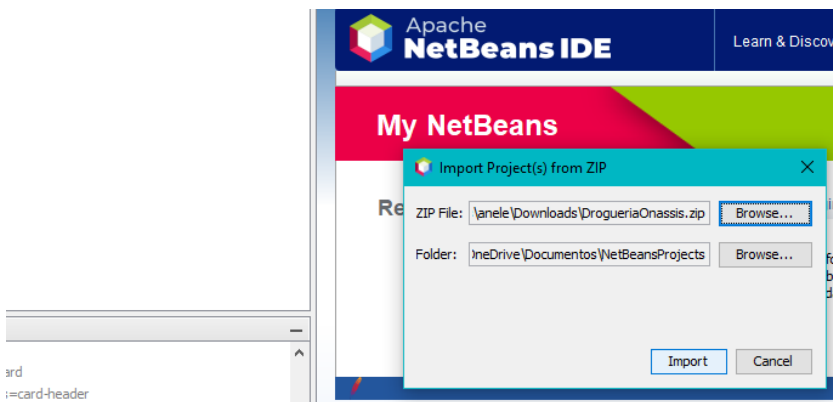 Apache
NetBeans IDE
Learn & Discov
My NetBeans
Import Project(s) from ZIP
Re
ZIP File:
\anele\Downloads\DrogueriaOnassis.zip
Browse...
Folder:
OneDrive\Documentos\NetBeansProjects
Browse...
Import
Cancel
ard
s=card-header